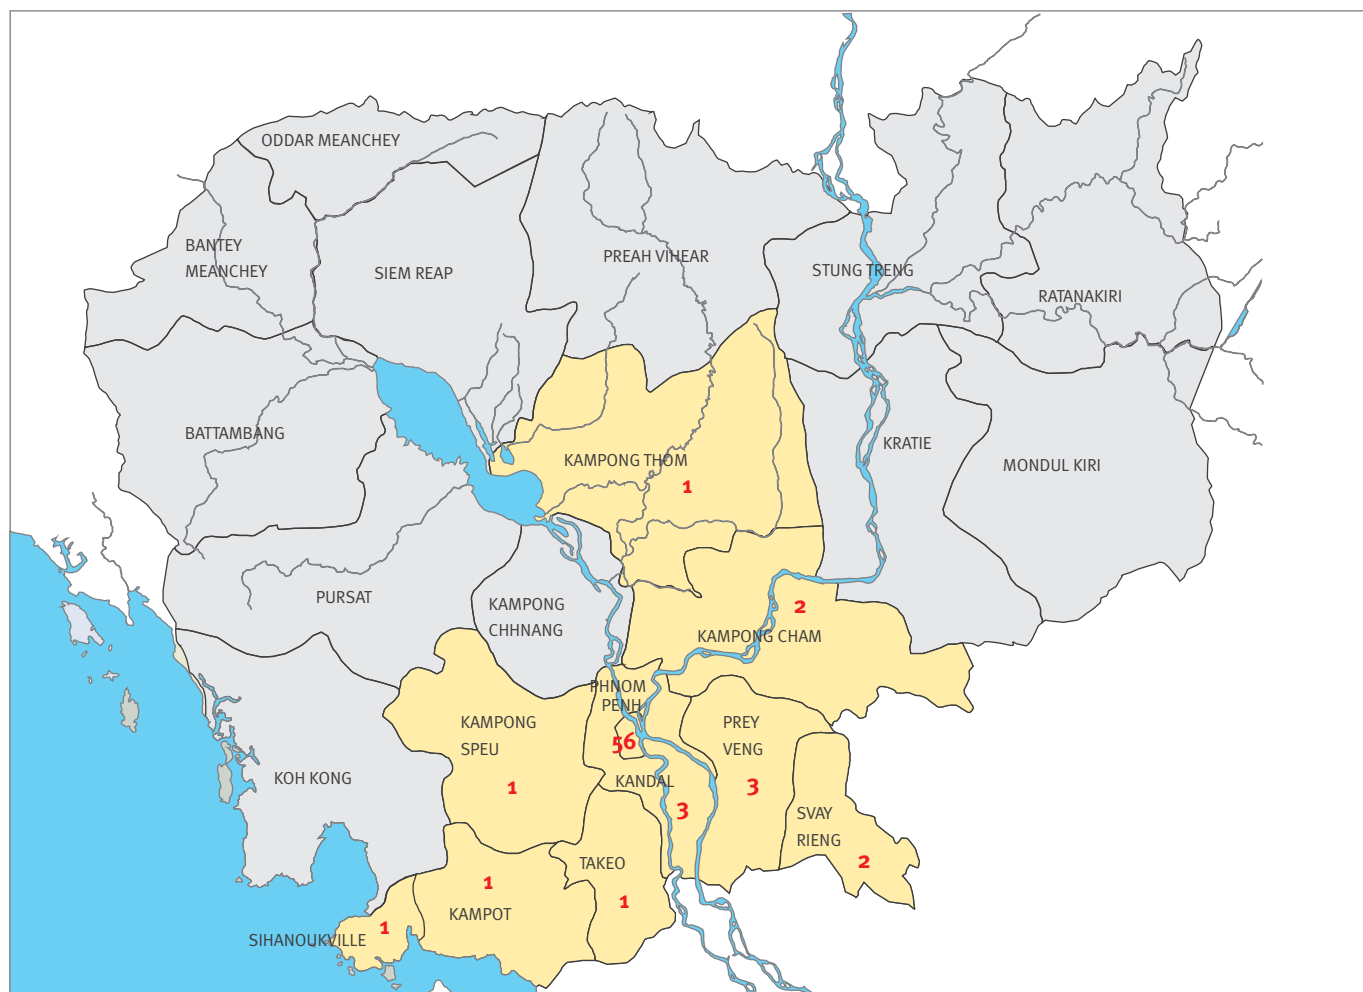 ODDAR MEANCHEY
BANTEY
MEANCHEY
SIEM REAP
PREAH VIHEAR
STUNG TRENG
RATANAKIRI
BATTAMBANG
KAMPONG THOM
1
KRATIE
MONDUL KIRI
PURSAT
KAMPONG
CHHNANG
2
KAMPONG CHAM
PHNOM
PENH
56
KAMPONG
SPEU
1
PREY
VENG
3
KOH KONG
KANDAL
3
SVAY
RIENG
2
TAKEO
1
1
KAMPOT
1
SIHANOUKVILLE